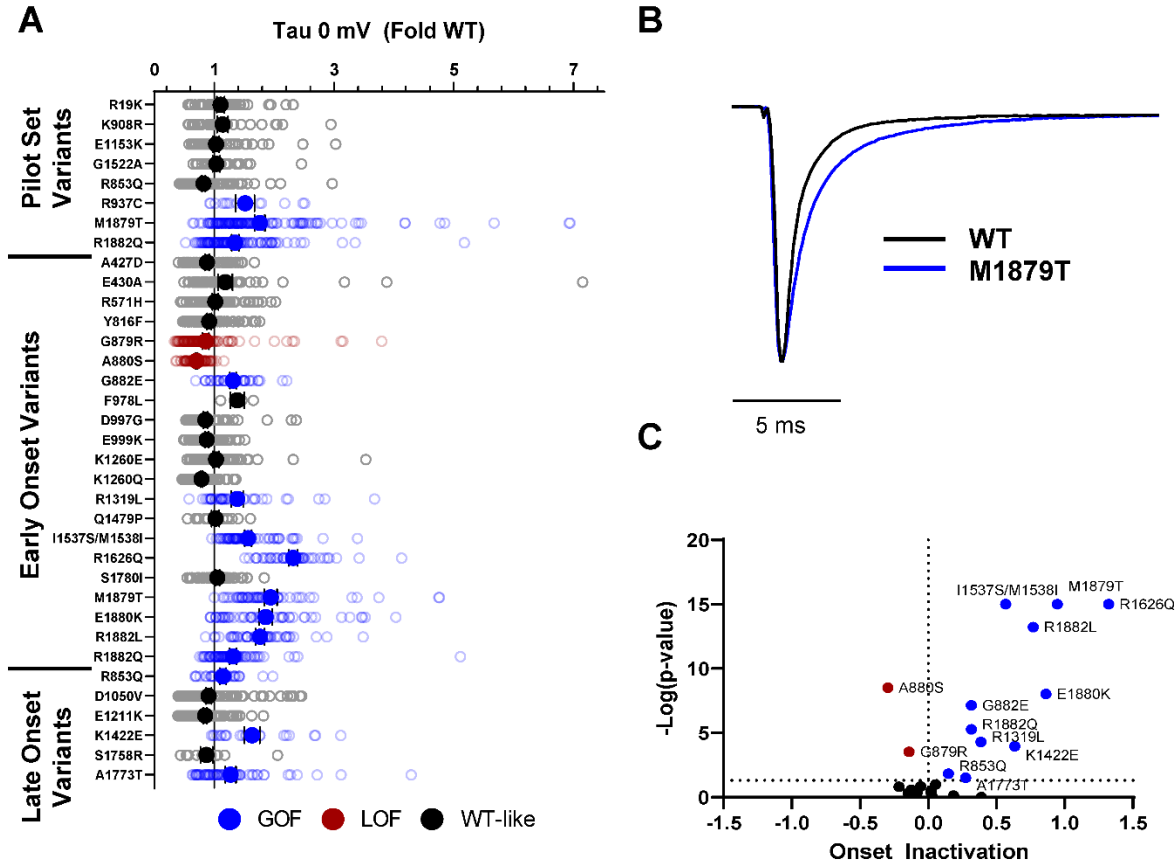 A
Tau 0 mV (Fold WT)
0 1 3 5 7
Pilot Set
Variants
R19K
K908R
E1153K
G1522A
R853Q
R937C
M1879T
R1882Q
Early Onset Variants
A427D
E430A
R571H
Y816F
G879R
A880S
G882E
F978L
D997G
E999K
K1260E
K1260Q
R1319L
Q1479P
I1537S/M1538I
R1626Q
S1780I
M1879T
E1880K
R1882L
R1882Q
Late Onset
Variants
R853Q
D1050V
E1211K
K1422E
S1758R
A1773T
GOF LOF WT-like
B
WT
M1879T
5 ms
C
-Log(p-value)
20
15
10
5
0
I1537S/M1538I
M1879T
R1626Q
R1882L
A880S
E1880K
G882E
R1882Q
R1319L
G879R
K1422E
R853Q
A1773T
-1.5 -1.0 -0.5 0.0 0.5 1.0 1.5
Onset Inactivation